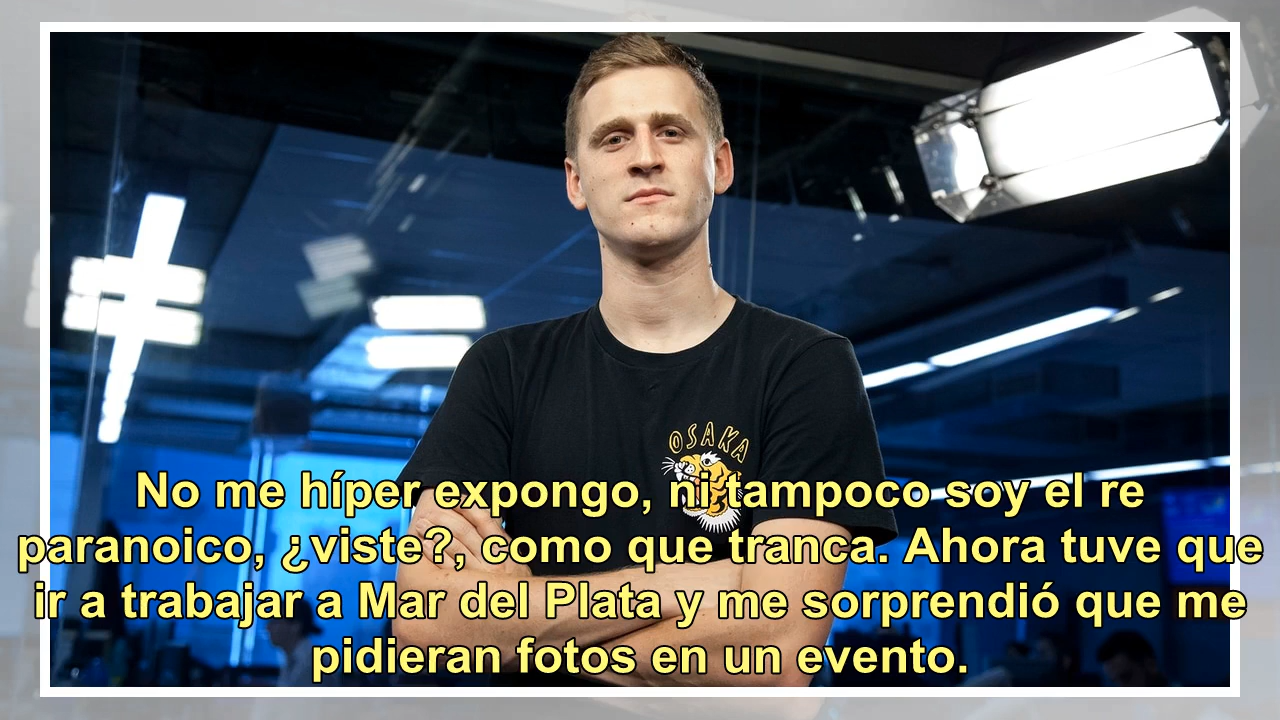 OSAKA
No me híper expongo, ni tampoco soy el re
paranoico, ¿viste?, como que tranca. Ahora tuve que
ir a trabajar a Mar del Plata y me sorprendió que me
pidieran fotos en un evento.